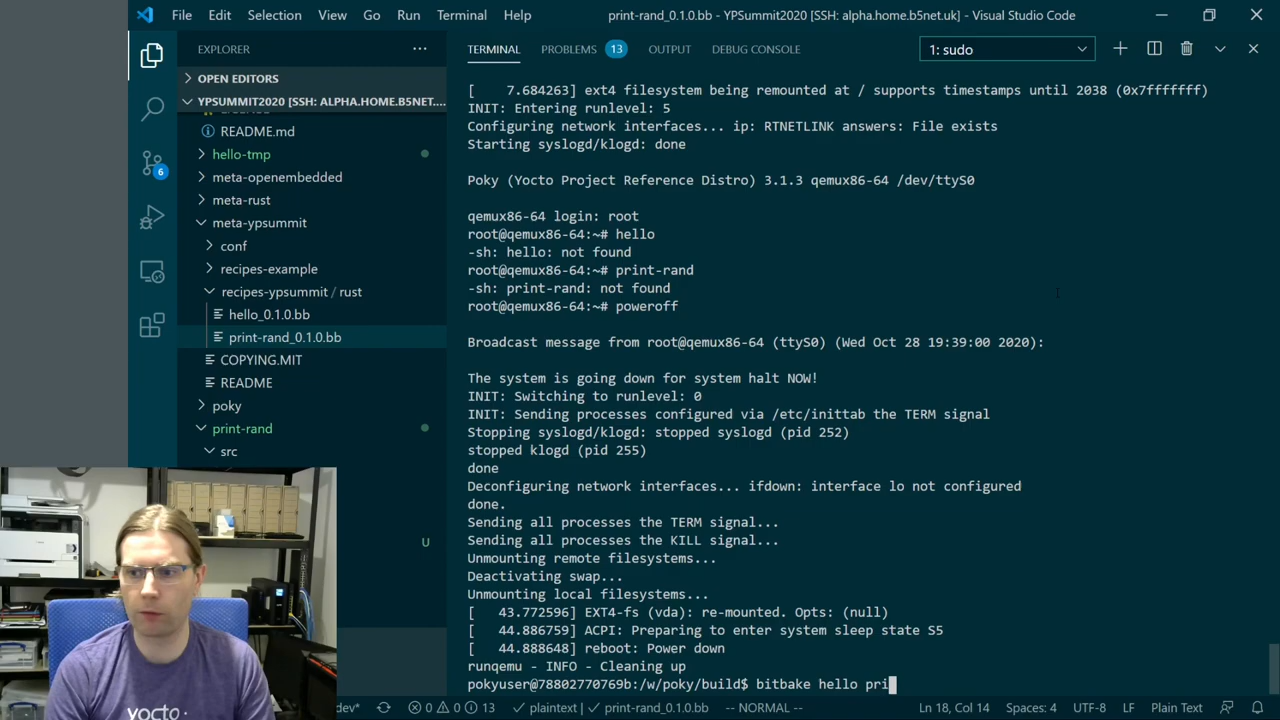 File Edit Selection View Go Run Terminal Help print-rand_0.1.0.bb - YPSummit2020 [SSH: alpha.home.b5net.uk] - Visual Studio Code
EXPLORER
OPEN EDITORS
YPSUMMIT2020 [SSH: ALPHA.HOME.B5NET....
README.md
hello-tmp
meta-openembedded
meta-rust
meta-ypsummit
conf
recipes-example
recipes-ypsummit / rust
hello_0.1.0.bb
print-rand_0.1.0.bb
COPYING.MIT
README
poky
print-rand
src
U
6
TERMINAL PROBLEMS 13 OUTPUT DEBUG CONSOLE 1: sudo
[    7.684263] ext4 filesystem being remounted at / supports timestamps until 2038 (0x7fffffff)
INIT: Entering runlevel: 5
Configuring network interfaces... ip: RTNETLINK answers: File exists
Starting syslogd/klogd: done
Poky (Yocto Project Reference Distro) 3.1.3 qemux86-64 /dev/ttyS0
qemux86-64 login: root
root@qemux86-64:~# hello
-sh: hello: not found
root@qemux86-64:~# print-rand
-sh: print-rand: not found
root@qemux86-64:~# poweroff
Broadcast message from root@qemux86-64 (ttyS0) (Wed Oct 28 19:39:00 2020):
The system is going down for system halt NOW!
INIT: Switching to runlevel: 0
INIT: Sending processes configured via /etc/inittab the TERM signal
Stopping syslogd/klogd: stopped syslogd (pid 252)
stopped klogd (pid 255)
done
Deconfiguring network interfaces... ifdown: interface lo not configured
done.
Sending all processes the TERM signal...
Sending all processes the KILL signal...
Unmounting remote filesystems...
Deactivating swap...
Unmounting local filesystems...
[   43.772596] EXT4-fs (vda): re-mounted. Opts: (null)
[   44.886759] ACPI: Preparing to enter system sleep state S5
[   44.888648] reboot: Power down
runqemu - INFO - Cleaning up
pokyuser@78802770769b:/w/poky/build$ bitbake hello pri
dev* 0 0 13 plaintext | print-rand_0.1.0.bb -- NORMAL -- Ln 18, Col 14 Spaces: 4 UTF-8 LF Plain Text
yocto